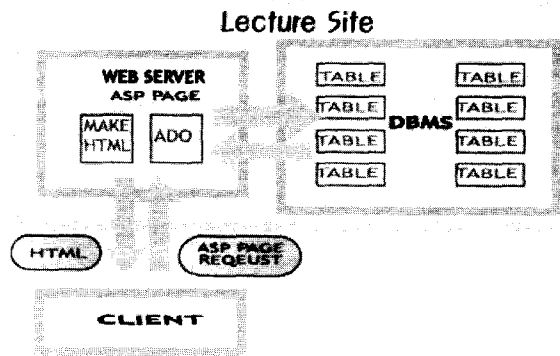 Lecture Site
WEB SERVER
ASP PAGE
MAKE
HTML
ADO
TABLE
TABLE
TABLE
TABLE
DBMS
TABLE
TABLE
TABLE
TABLE
HTML
ASP PAGE
REQEUST
CLIENT